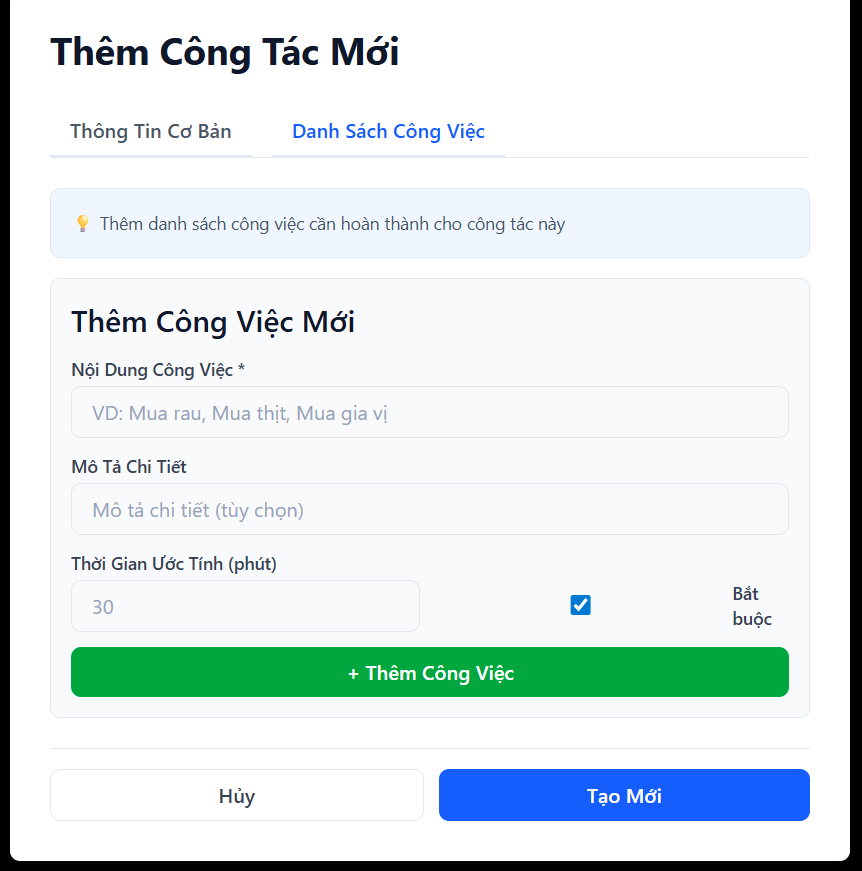 Thêm Công Tác Mới
Thông Tin Cơ Bản
Danh Sách Công Việc
💡 Thêm danh sách công việc cần hoàn thành cho công tác này
Thêm Công Việc Mới
Nội Dung Công Việc *
VD: Mua rau, Mua thịt, Mua gia vị
Mô Tả Chi Tiết
Mô tả chi tiết (tùy chọn)
Thời Gian Ước Tính (phút)
30
Bắt
buộc
+ Thêm Công Việc
Hủy
Tạo Mới